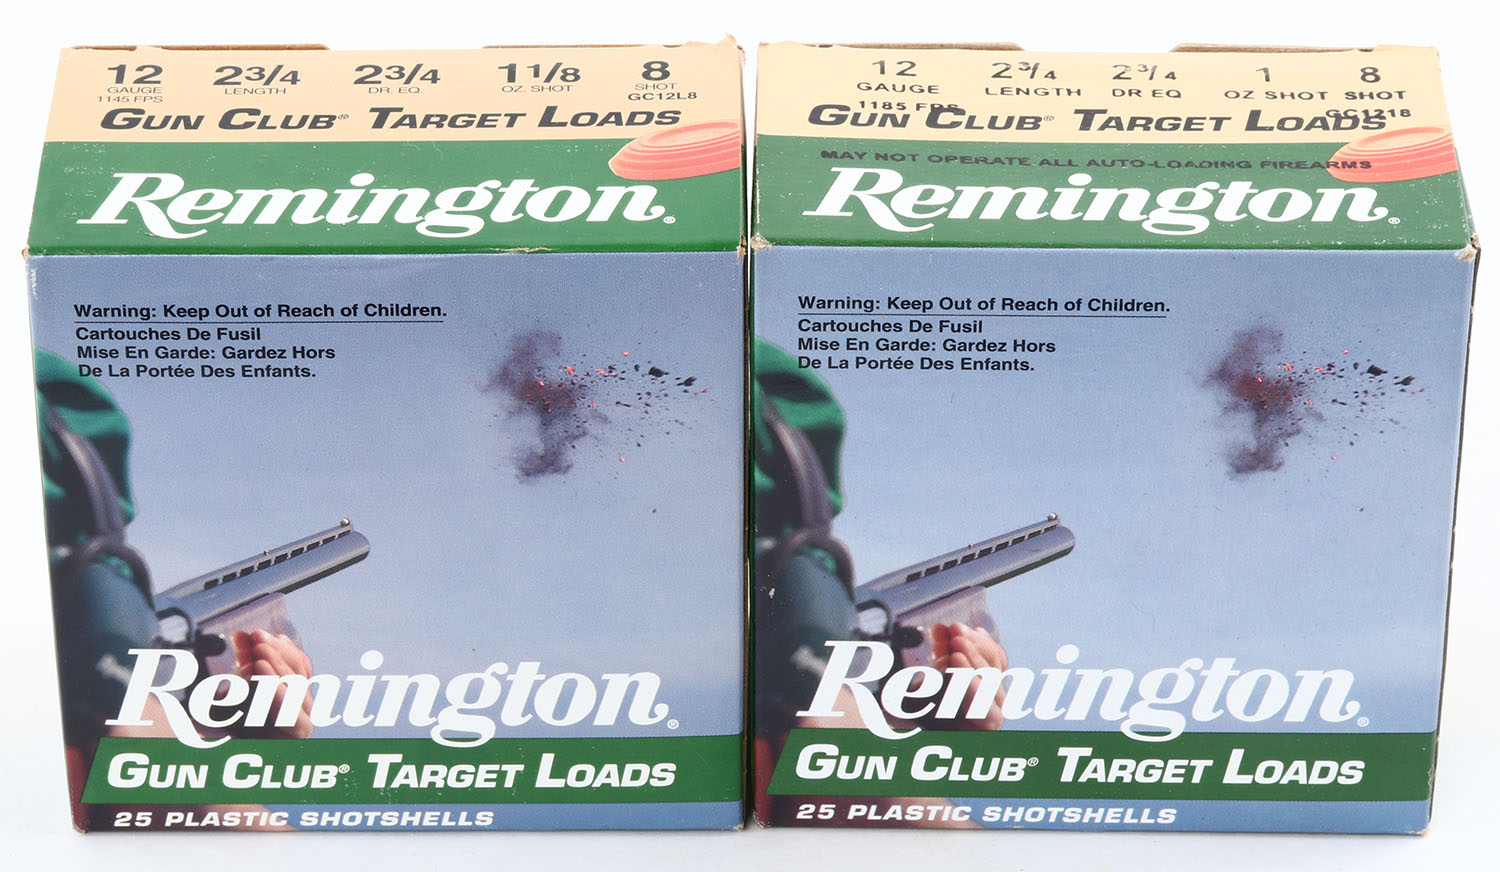 12 2 3/4 2 3/4 1 1/8 8
GAUGE LENGTH DR. EQ. OZ. SHOT SHOT
1145 FPS GC12L8
GUN CLUB® TARGET LOADS
Remington®
Warning: Keep Out of Reach of Children.
Cartouches De Fusil
Mise En Garde: Gardez Hors
De La Portée Des Enfants.
Remington®
GUN CLUB® TARGET LOADS
25 PLASTIC SHOTSHELLS
12 2 3/4 2 3/4 1 8
GAUGE LENGTH DR EQ OZ SHOT SHOT
1185 FPS GC1218
GUN CLUB® TARGET LOADS
MAY NOT OPERATE ALL AUTO-LOADING FIREARMS
Remington®
Warning: Keep Out of Reach of Children.
Cartouches De Fusil
Mise En Garde: Gardez Hors
De La Portée Des Enfants.
Remington®
GUN CLUB® TARGET LOADS
25 PLASTIC SHOTSHELLS